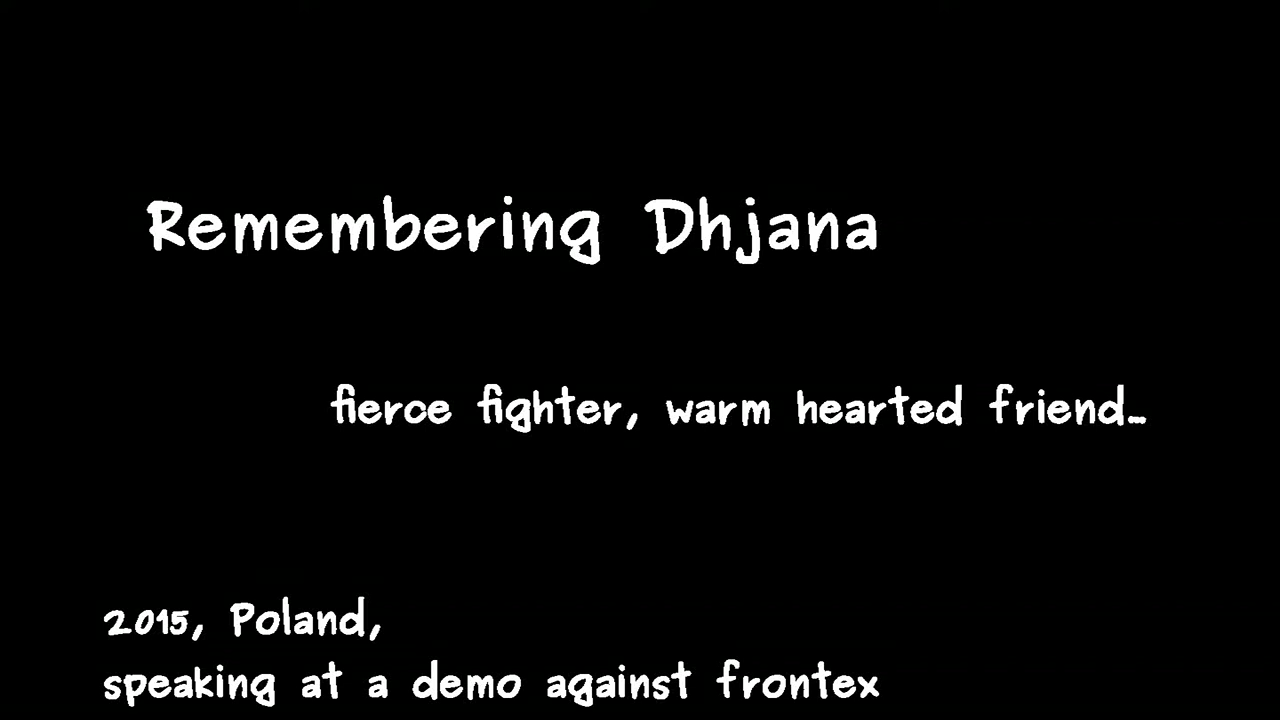 Remembering Dhjana
fierce fighter, warm hearted friend...
2015, Poland,
speaking at a demo against frontex